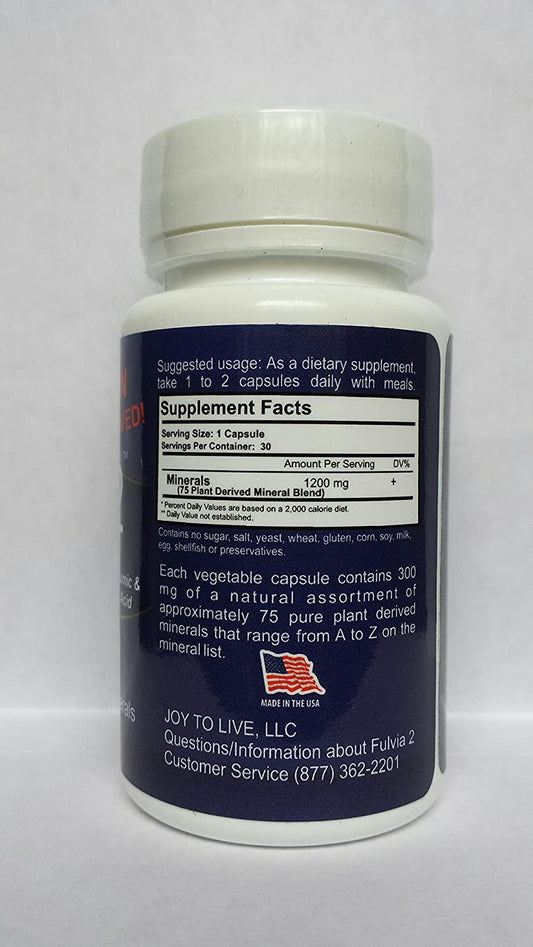 Suggested usage: As a dietary supplement,
take 1 to 2 capsules daily with meals.
Supplement Facts
Serving Size: 1 Capsule
Servings Per Container: 30
Amount Per Serving DV%
Minerals 1200 mg +
(75 Plant Derived Mineral Blend)
* Percent Daily Values are based on a 2,000 calorie diet.
** Daily Value not established.
Contains no sugar, salt, yeast, wheat, gluten, corn, soy, milk,
egg, shellfish or preservatives.
Each vegetable capsule contains 300
mg of a natural assortment of
approximately 75 pure plant derived
minerals that range from A to Z on the
mineral list.
MADE IN THE USA
JOY TO LIVE, LLC
Questions/Information about Fulvia 2
Customer Service (877) 362-2201